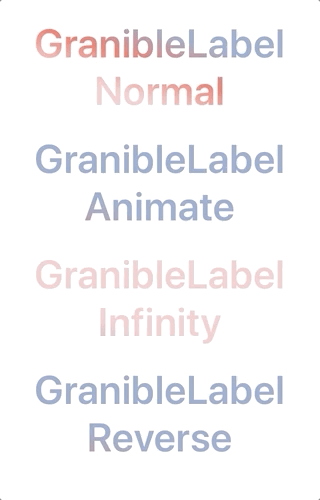 GranibleLabel
Normal
GranibleLabel
Animate
GranibleLabel
Infinity
GranibleLabel
Reverse